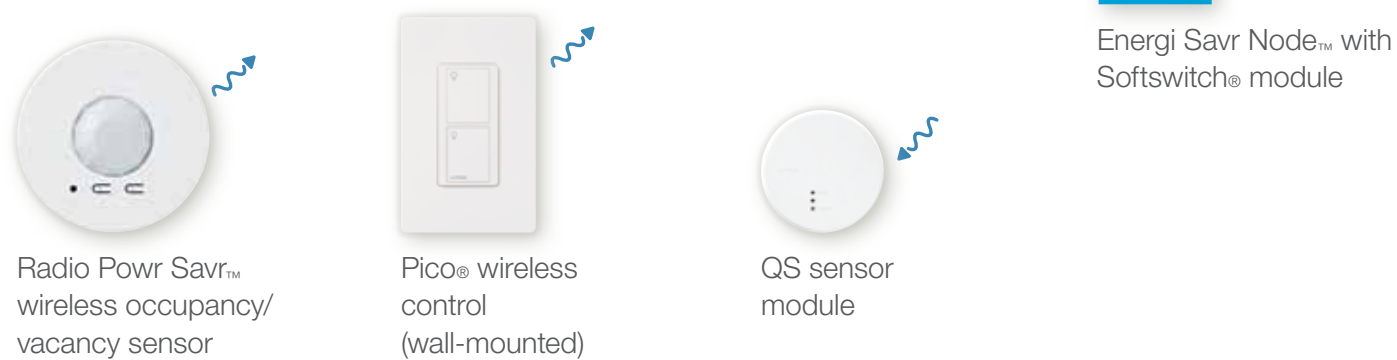 Energi Savr Node™ with
Softswitch® module
Radio Powr Savr™
wireless occupancy/
vacancy sensor
Pico® wireless
control
(wall-mounted)
QS sensor
module